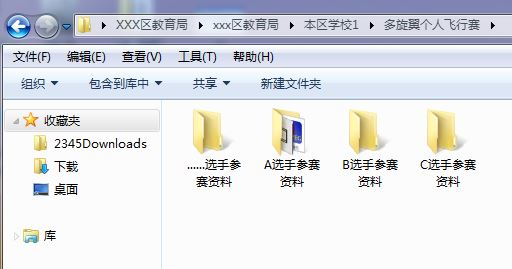 XXX区教育局 ▸ xxx区教育局 ▸ 本区学校1 ▸ 多旋翼个人飞行赛 ▸
文件(F) 编辑(E) 查看(V) 工具(T) 帮助(H)
组织 包含到库中 共享 新建文件夹
收藏夹
2345Downloads
下载
桌面
库
......选手参
赛资料
A选手参赛
资料
B选手参赛
资料
C选手参赛
资料